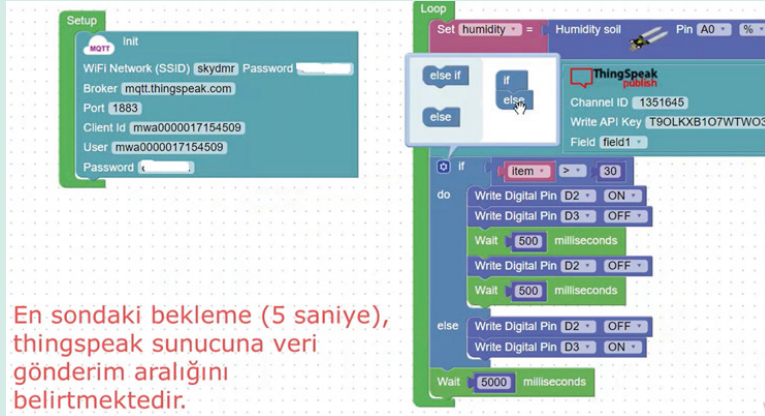 Setup
MQTT Init
WiFi Network (SSID) skydmr Password
Broker mqtt.thingspeak.com
Port 1883
Client Id mwa0000017154509
User mwa0000017154509
Password
Loop
Set humidity = Humidity soil Pin A0 %
else if
else
if
else
ThingSpeak
publish
Channel ID 1351645
Write API Key T9OLKXB1O7WTWO3
Field field1
if item > 30
do Write Digital Pin D2 ON
Write Digital Pin D3 OFF
Wait 500 milliseconds
Write Digital Pin D2 OFF
Wait 500 milliseconds
else Write Digital Pin D2 OFF
Write Digital Pin D3 ON
Wait 5000 milliseconds
En sondaki bekleme (5 saniye),
thingspeak sunucuna veri
gönderim aralığını
belirtmektedir.